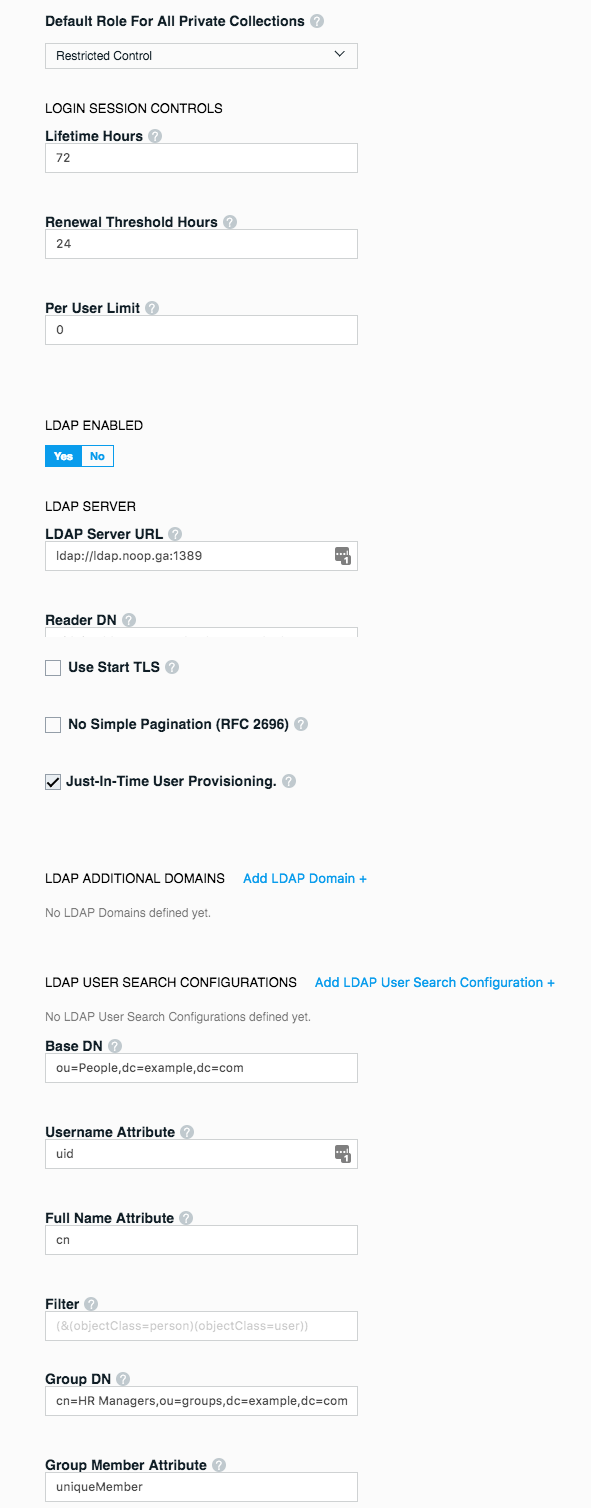 Default Role For All Private Collections ?
Restricted Control
LOGIN SESSION CONTROLS
Lifetime Hours ?
72
Renewal Threshold Hours ?
24
Per User Limit ?
0
LDAP ENABLED
Yes No
LDAP SERVER
LDAP Server URL ?
ldap://ldap.noop.ga:1389
1
Reader DN ?
Use Start TLS ?
No Simple Pagination (RFC 2696) ?
Just-In-Time User Provisioning. ?
LDAP ADDITIONAL DOMAINS Add LDAP Domain +
No LDAP Domains defined yet.
LDAP USER SEARCH CONFIGURATIONS Add LDAP User Search Configuration +
No LDAP User Search Configurations defined yet.
Base DN ?
ou=People,dc=example,dc=com
Username Attribute ?
uid
1
Full Name Attribute ?
cn
Filter ?
(&(objectClass=person)(objectClass=user))
Group DN ?
cn=HR Managers,ou=groups,dc=example,dc=com
Group Member Attribute ?
uniqueMember